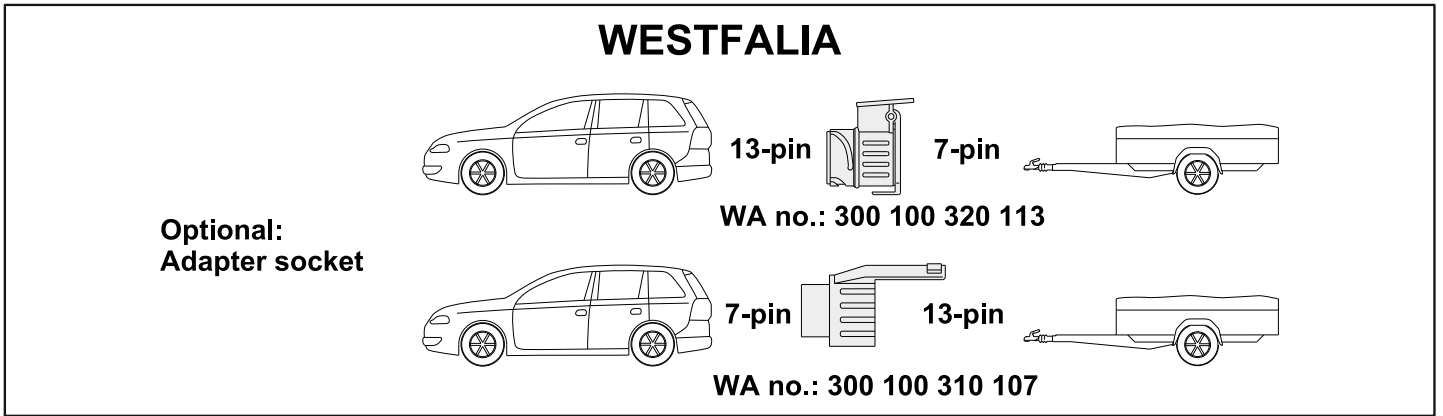 WESTFALIA
13-pin
7-pin
WA no.: 300 100 320 113
Optional:
Adapter socket
7-pin
13-pin
WA no.: 300 100 310 107